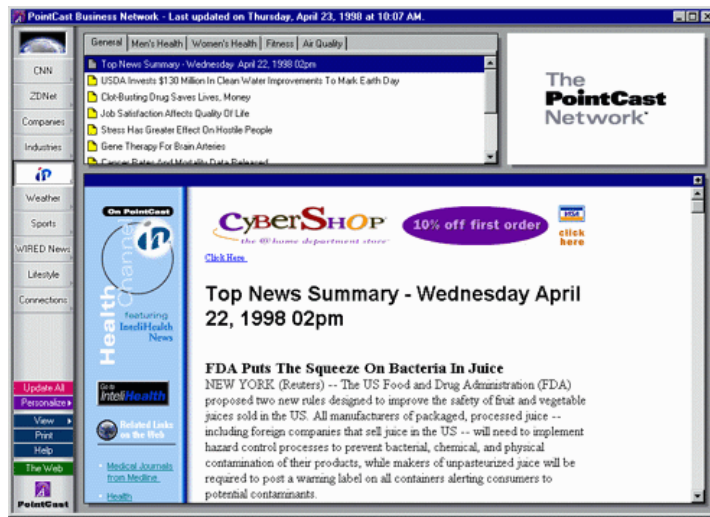 PointCast Business Network - Last updated on Thursday, April 23, 1998 at 10:07 AM.
General Men's Health Women's Health Fitness Air Quality
Top News Summary - Wednesday April 22, 1998 02pm
USDA Invests $130 Million In Clean Water Improvements To Mark Earth Day
Clot-Busting Drug Saves Lives, Money
Job Satisfaction Affects Quality Of Life
Stress Has Greater Effect On Hostile People
Gene Therapy For Brain Arteries
Cancer Rates And Mortality Data Released
The
PointCast
Network
CNN
ZDNet
Companies
Industries
Weather
Sports
WIRED News
Lifestyle
Connections
Update All
Personalize
View
Print
Help
The Web
PointCast
On PointCast
Health
Channel
featuring
InteliHealth
News
Go to
InteliHealth
Related Links
on the Web
Medical Journals
from Medline
Health
CYBERSHOP
the @home department store
10% off first order
VISA
click
here
Click Here
Top News Summary - Wednesday April
22, 1998 02pm
FDA Puts The Squeeze On Bacteria In Juice
NEW YORK (Reuters) -- The US Food and Drug Administration (FDA)
proposed two new rules designed to improve the safety of fruit and vegetable
juices sold in the US. All manufacturers of packaged, processed juice --
including foreign companies that sell juice in the US -- will need to implement
hazard control processes to prevent bacterial, chemical, and physical
contamination of their products, while makers of unpasteurized juice will be
required to post a warning label on all containers alerting consumers to
potential contaminants.